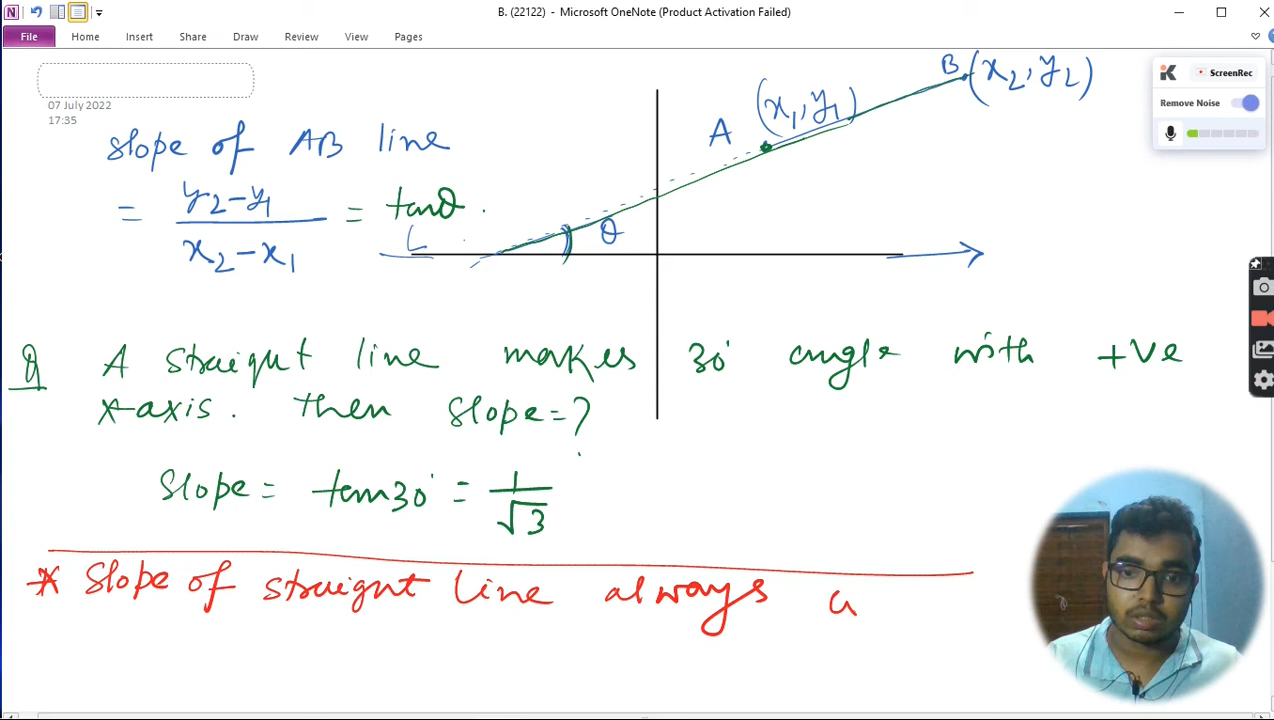 B. (22122) - Microsoft OneNote (Product Activation Failed)
File Home Insert Share Draw Review View Pages
ScreenRec
Remove Noise
07 July 2022
17:35
slope of AB line
= y2-y1 / x2-x1 = tanθ.
A (x1, y1)
B (x2, y2)
θ
Q A straight line makes 30° angle with +ve
x-axis. then slope=?
Slope = tan30° = 1/√3
* Slope of straight line always a